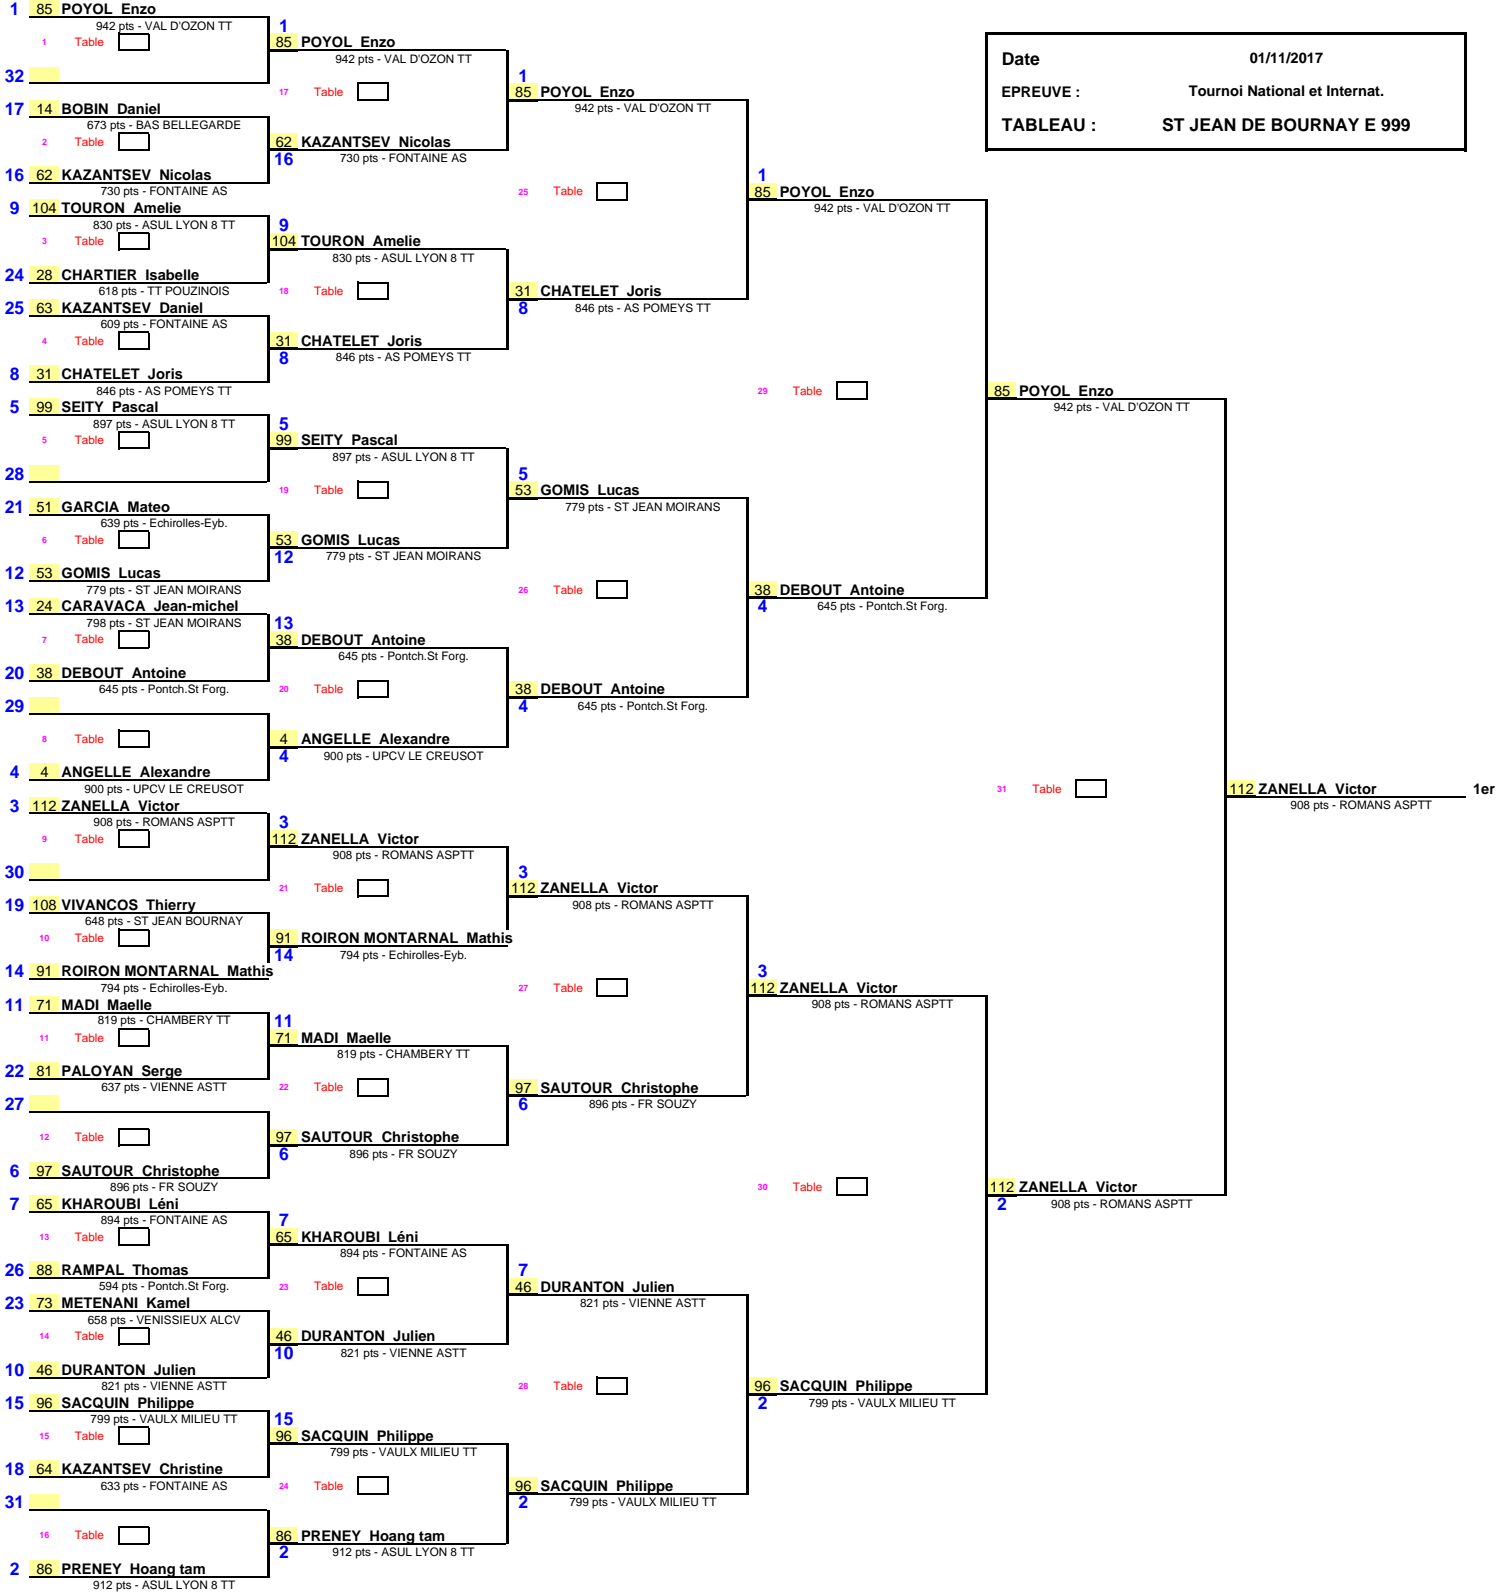 Date 01/11/2017
EPREUVE : Tournoi National et Internat.
TABLEAU : ST JEAN DE BOURNAY E 999
1 85 POYOL Enzo
942 pts - VAL D'OZON TT
1 Table
32
17 14 BOBIN Daniel
673 pts - BAS BELLEGARDE
2 Table
16 62 KAZANTSEV Nicolas
730 pts - FONTAINE AS
9 104 TOURON Amelie
830 pts - ASUL LYON 8 TT
3 Table
24 28 CHARTIER Isabelle
618 pts - TT POUZINOIS
25 63 KAZANTSEV Daniel
609 pts - FONTAINE AS
4 Table
8 31 CHATELET Joris
846 pts - AS POMEYS TT
5 99 SEITY Pascal
897 pts - ASUL LYON 8 TT
5 Table
28
21 51 GARCIA Mateo
639 pts - Echirolles-Eyb.
6 Table
12 53 GOMIS Lucas
779 pts - ST JEAN MOIRANS
13 24 CARAVACA Jean-michel
798 pts - ST JEAN MOIRANS
7 Table
20 38 DEBOUT Antoine
645 pts - Pontch.St Forg.
29
8 Table
4 4 ANGELLE Alexandre
900 pts - UPCV LE CREUSOT
3 112 ZANELLA Victor
908 pts - ROMANS ASPTT
9 Table
30
19 108 VIVANCOS Thierry
648 pts - ST JEAN BOURNAY
10 Table
14 91 ROIRON MONTARNAL Mathis
794 pts - Echirolles-Eyb.
11 71 MADI Maelle
819 pts - CHAMBERY TT
11 Table
22 81 PALOYAN Serge
637 pts - VIENNE ASTT
27
12 Table
6 97 SAUTOUR Christophe
896 pts - FR SOUZY
7 65 KHAROUBI Léni
894 pts - FONTAINE AS
13 Table
26 88 RAMPAL Thomas
594 pts - Pontch.St Forg.
23 73 METENANI Kamel
658 pts - VENISSIEUX ALCV
14 Table
10 46 DURANTON Julien
821 pts - VIENNE ASTT
15 96 SACQUIN Philippe
799 pts - VAULX MILIEU TT
15 Table
18 64 KAZANTSEV Christine
633 pts - FONTAINE AS
31
16 Table
2 86 PRENEY Hoang tam
912 pts - ASUL LYON 8 TT
1
85 POYOL Enzo
942 pts - VAL D'OZON TT
17 Table
62 KAZANTSEV Nicolas
16 730 pts - FONTAINE AS
9
104 TOURON Amelie
830 pts - ASUL LYON 8 TT
18 Table
31 CHATELET Joris
8 846 pts - AS POMEYS TT
5
99 SEITY Pascal
897 pts - ASUL LYON 8 TT
19 Table
53 GOMIS Lucas
12 779 pts - ST JEAN MOIRANS
13
38 DEBOUT Antoine
645 pts - Pontch.St Forg.
20 Table
4 ANGELLE Alexandre
4 900 pts - UPCV LE CREUSOT
3
112 ZANELLA Victor
908 pts - ROMANS ASPTT
21 Table
91 ROIRON MONTARNAL Mathis
14 794 pts - Echirolles-Eyb.
11
71 MADI Maelle
819 pts - CHAMBERY TT
22 Table
97 SAUTOUR Christophe
6 896 pts - FR SOUZY
7
65 KHAROUBI Léni
894 pts - FONTAINE AS
23 Table
46 DURANTON Julien
10 821 pts - VIENNE ASTT
15
96 SACQUIN Philippe
799 pts - VAULX MILIEU TT
24 Table
86 PRENEY Hoang tam
2 912 pts - ASUL LYON 8 TT
1
85 POYOL Enzo
942 pts - VAL D'OZON TT
25 Table
31 CHATELET Joris
8 846 pts - AS POMEYS TT
5
53 GOMIS Lucas
779 pts - ST JEAN MOIRANS
26 Table
38 DEBOUT Antoine
4 645 pts - Pontch.St Forg.
3
112 ZANELLA Victor
908 pts - ROMANS ASPTT
27 Table
97 SAUTOUR Christophe
6 896 pts - FR SOUZY
7
46 DURANTON Julien
821 pts - VIENNE ASTT
28 Table
96 SACQUIN Philippe
2 799 pts - VAULX MILIEU TT
1
85 POYOL Enzo
942 pts - VAL D'OZON TT
29 Table
38 DEBOUT Antoine
4 645 pts - Pontch.St Forg.
3
112 ZANELLA Victor
908 pts - ROMANS ASPTT
30 Table
96 SACQUIN Philippe
2 799 pts - VAULX MILIEU TT
85 POYOL Enzo
942 pts - VAL D'OZON TT
31 Table
112 ZANELLA Victor
2 908 pts - ROMANS ASPTT
112 ZANELLA Victor 1er
908 pts - ROMANS ASPTT